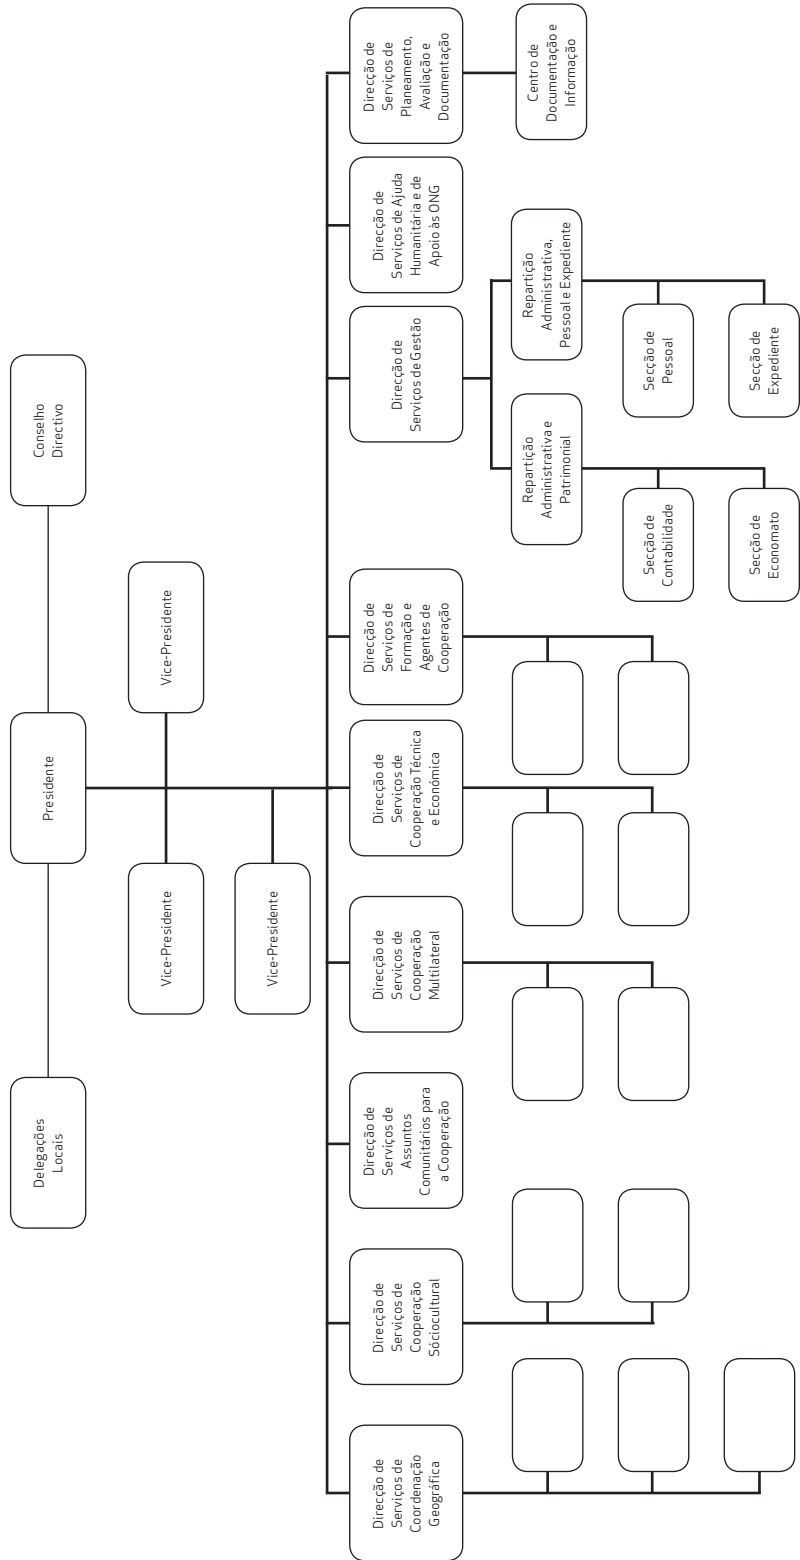 Delegações
Locais
Presidente
Conselho
Directivo
Vice-Presidente
Vice-Presidente
Vice-Presidente
Direcção de
Serviços de
Coordenação
Geográfica
Direcção de
Serviços de
Cooperação
Sóciocultural
Direcção de
Serviços de
Assuntos
Comunitários para
a Cooperação
Direcção de
Serviços de
Cooperação
Multilateral
Direcção de
Serviços de
Cooperação Técnica
e Económica
Direcção de
Serviços de
Formação e
Agentes de
Cooperação
Direcção de
Serviços de Gestão
Direcção de
Serviços de Ajuda
Humanitária e de
Apoio às ONG
Direcção de
Serviços de
Planeamento,
Avaliação e
Documentação
Repartição
Administrativa e
Patrimonial
Repartição
Administrativa,
Pessoal e Expediente
Centro de
Documentação e
Informação
Secção de
Contabilidade
Secção de
Pessoal
Secção de
Economato
Secção de
Expediente